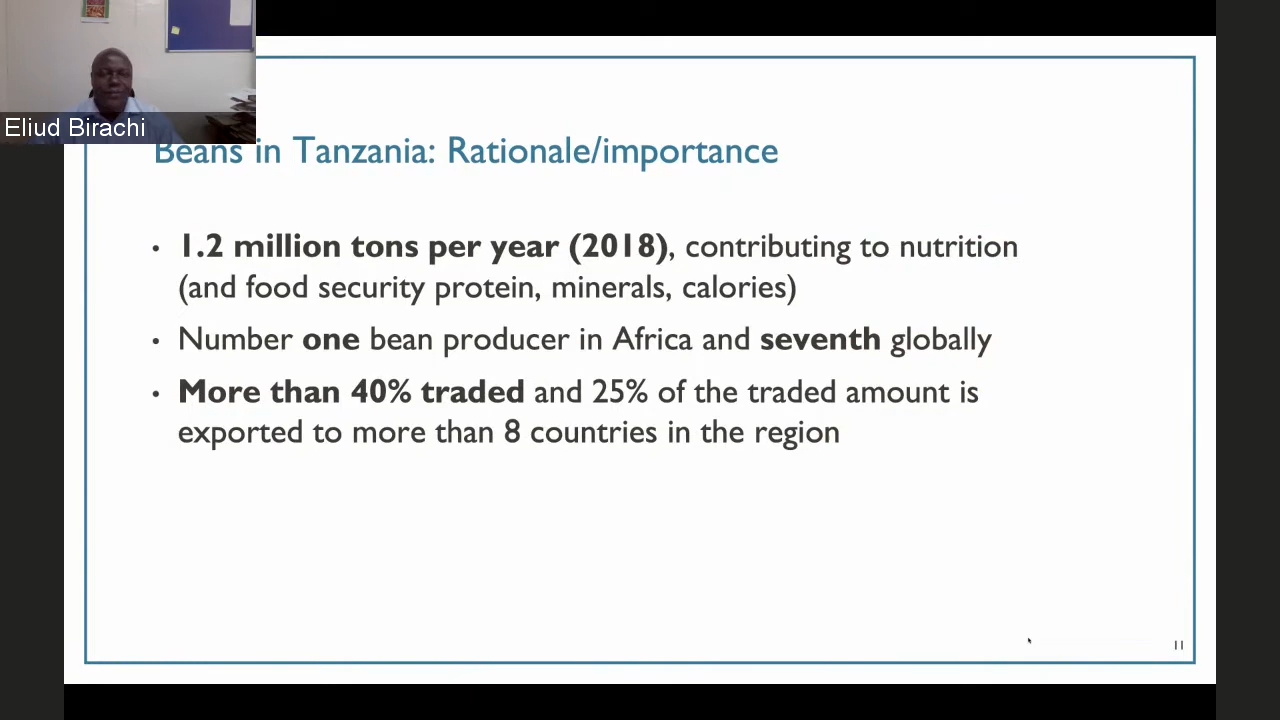 Eliud Birachi
Beans in Tanzania: Rationale/importance
• 1.2 million tons per year (2018), contributing to nutrition
(and food security protein, minerals, calories)
• Number one bean producer in Africa and seventh globally
• More than 40% traded and 25% of the traded amount is
exported to more than 8 countries in the region
11